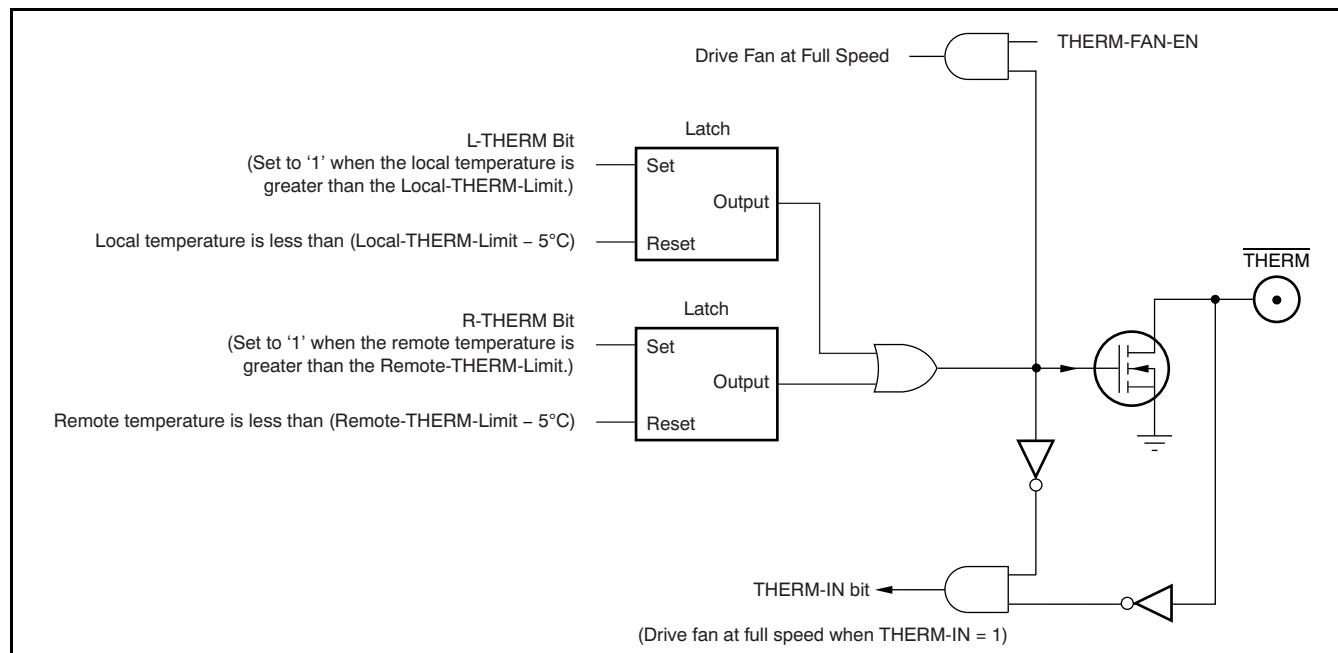 THERM-FAN-EN
Drive Fan at Full Speed
Latch
L-THERM Bit
(Set to ‘1’ when the local temperature is
greater than the Local-THERM-Limit.)
Set
Output
Local temperature is less than (Local-THERM-Limit – 5°C)
Reset
THERM
Latch
R-THERM Bit
(Set to ‘1’ when the remote temperature is
greater than the Remote-THERM-Limit.)
Set
Output
Remote temperature is less than (Remote-THERM-Limit – 5°C)
Reset
THERM-IN bit
(Drive fan at full speed when THERM-IN = 1)